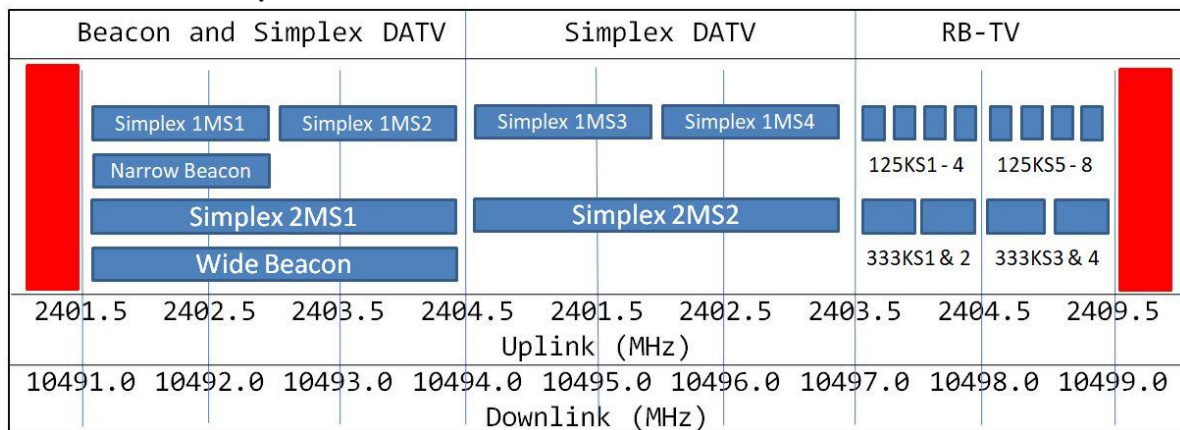 Beacon and Simplex DATV Simplex DATV RB-TV
Simplex 1MS1 Simplex 1MS2 Simplex 1MS3 Simplex 1MS4
Narrow Beacon 125KS1 - 4 125KS5 - 8
Simplex 2MS1 Simplex 2MS2
Wide Beacon 333KS1 & 2 333KS3 & 4
2401.5 2402.5 2403.5 2404.5 2401.5 2402.5 2403.5 2404.5 2409.5
Uplink (MHz)
10491.0 10492.0 10493.0 10494.0 10495.0 10496.0 10497.0 10498.0 10499.0
Downlink (MHz)